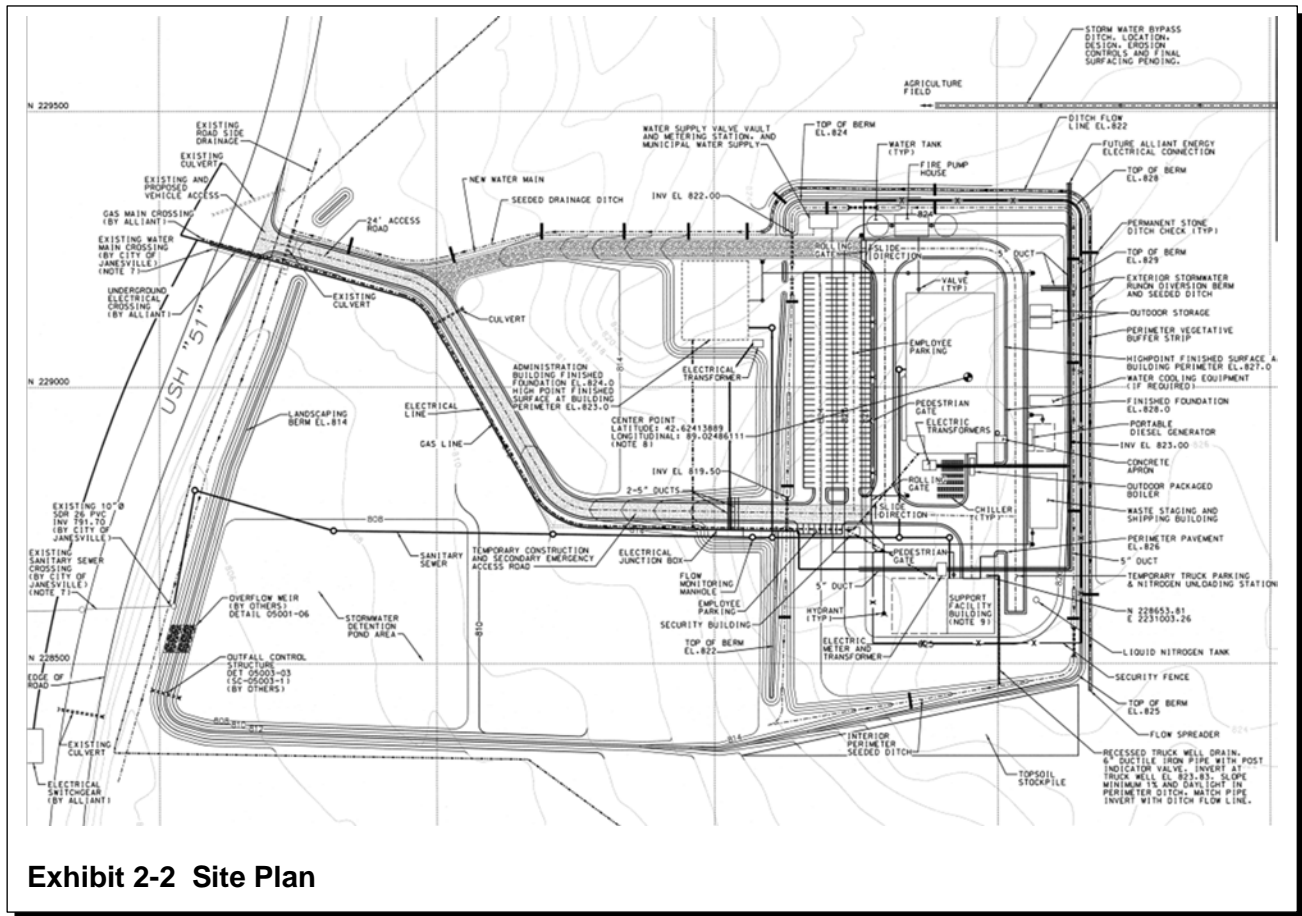 STORM WATER BYPASS
DITCH. LOCATION.
DESIGN. EROSION
CONTROLS AND FINAL
SURFACING PENDING.
AGRICULTURE
FIELD
N 229500
EXISTING
ROAD SIDE
DRAINAGE
EXISTING
CULVERT
EXISTING AND
PROPOSED
VEHICLE ACCESS
GAS MAIN CROSSING
(BY ALLIANT)
EXISTING WATER
MAIN CROSSING
(BY CITY OF
JANESVILLE)
(NOTE 7)
UNDERGROUND
ELECTRICAL
CROSSING
(BY ALLIANT)
USH "51"
24' ACCESS
ROAD
NEW WATER MAIN
SEEDED DRAINAGE DITCH
EXISTING
CULVERT
CULVERT
WATER SUPPLY VALVE VAULT
AND METERING STATION. AND
MUNICIPAL WATER SUPPLY
TOP OF BERM
EL.824
WATER TANK
(TYP)
FIRE PUMP
HOUSE
DITCH FLOW
LINE EL.822
FUTURE ALLIANT ENERGY
ELECTRICAL CONNECTION
TOP OF BERM
EL.828
INV EL 822.00
824
ROLLING
GATE
SLIDE
DIRECTION
5" DUCT
VALVE
(TYP)
PERMANENT STONE
DITCH CHECK (TYP)
TOP OF BERM
EL.829
EXTERIOR STORMWATER
RUNON DIVERSION BERM
AND SEEDED DITCH
OUTDOOR STORAGE
PERIMETER VEGETATIVE
BUFFER STRIP
HIGHPOINT FINISHED SURFACE A
BUILDING PERIMETER EL.827.0
WATER COOLING EQUIPMENT
(IF REQUIRED)
FINISHED FOUNDATION
EL.828.0
PORTABLE
DIESEL GENERATOR
INV EL 823.00
CONCRETE
APRON
OUTDOOR PACKAGED
BOILER
WASTE STAGING AND
SHIPPING BUILDING
PERIMETER PAVEMENT
EL.826
5" DUCT
TEMPORARY TRUCK PARKING
& NITROGEN UNLOADING STATION
N 228653.81
E 2231003.26
LIQUID NITROGEN TANK
SECURITY FENCE
TOP OF BERM
EL.825
FLOW SPREADER
RECESSED TRUCK WELL DRAIN.
6" DUCTILE IRON PIPE WITH POST
INDICATOR VALVE. INVERT AT
TRUCK WELL EL 823.83. SLOPE
MINIMUM 1% AND DAYLIGHT IN
PERIMETER DITCH. MATCH PIPE
INVERT WITH DITCH FLOW LINE.
N 229000
ADMINISTRATION
BUILDING FINISHED
FOUNDATION EL.824.0
HIGH POINT FINISHED
SURFACE AT BUILDING
PERIMETER EL.823.0
814
ELECTRICAL
TRANSFORMER
EMPLOYEE
PARKING
PEDESTRIAN
GATE
ELECTRIC
TRANSFORMERS
CENTER POINT
LATITUDE: 42.62413889
LONGITUDINAL: 89.02486111
(NOTE 8)
INV EL 819.50
2-5" DUCTS
ROLLING
GATE
SLIDE
DIRECTION
CHILLER
(TYP)
LANDSCAPING
BERM EL.814
ELECTRICAL
LINE
GAS LINE
810
EXISTING 10"Ø
SDR 26 PVC
INV 791.70
(BY CITY OF
JANESVILLE)
EXISTING
SANITARY SEWER
CROSSING
(BY CITY OF
JANESVILLE)
(NOTE 7)
808
SANITARY
SEWER
TEMPORARY CONSTRUCTION
AND SECONDARY EMERGENCY
ACCESS ROAD
814
ELECTRICAL
JUNCTION BOX
FLOW
MONITORING
MANHOLE
EMPLOYEE
PARKING
SECURITY BUILDING
TOP OF BERM
EL.822
PEDESTRIAN
GATE
5" DUCT
HYDRANT
(TYP)
SUPPORT
FACILITY
BUILDING
(NOTE 9)
ELECTRIC
METER AND
TRANSFORMER
OVERFLOW WEIR
(BY OTHERS)
DETAIL 05001-06
STORMWATER
DETENTION
POND AREA
810
N 228500
OUTFALL CONTROL
STRUCTURE
DET 05003-03
(SC-05003-1)
(BY OTHERS)
EDGE OF
ROAD
808
810
812
814
EXISTING
CULVERT
ELECTRICAL
SWITCHGEAR
(BY ALLIANT)
INTERIOR
PERIMETER
SEEDED DITCH
TOPSOIL
STOCKPILE
Exhibit 2-2 Site Plan